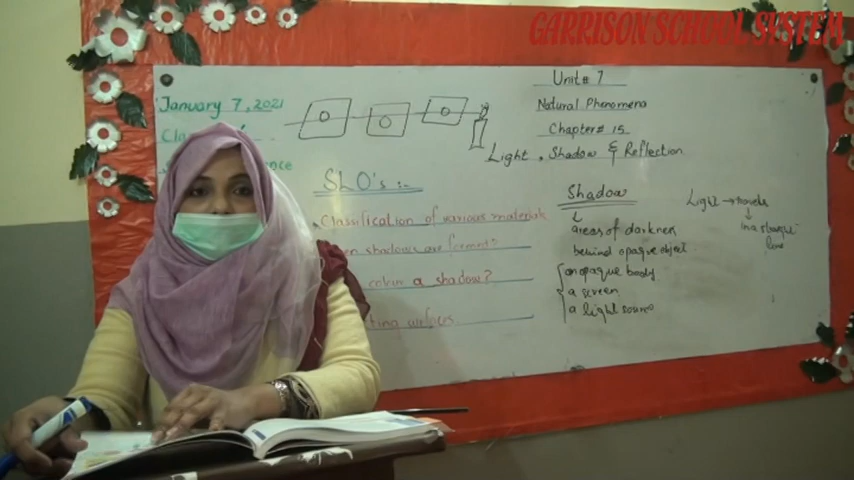 GARRISON SCHOOL SYSTEM
January 7, 2021
Unit# 7
Natural Phenomena
Chapter# 15
Light, Shadow & Reflection
SLO's :-
Classification of various materials
shadows are formed?
colour a shadow?
Shadow
areas of darkness
behind opaque object
an opaque body
a screen
a light source
Light → travels
in a straight
line